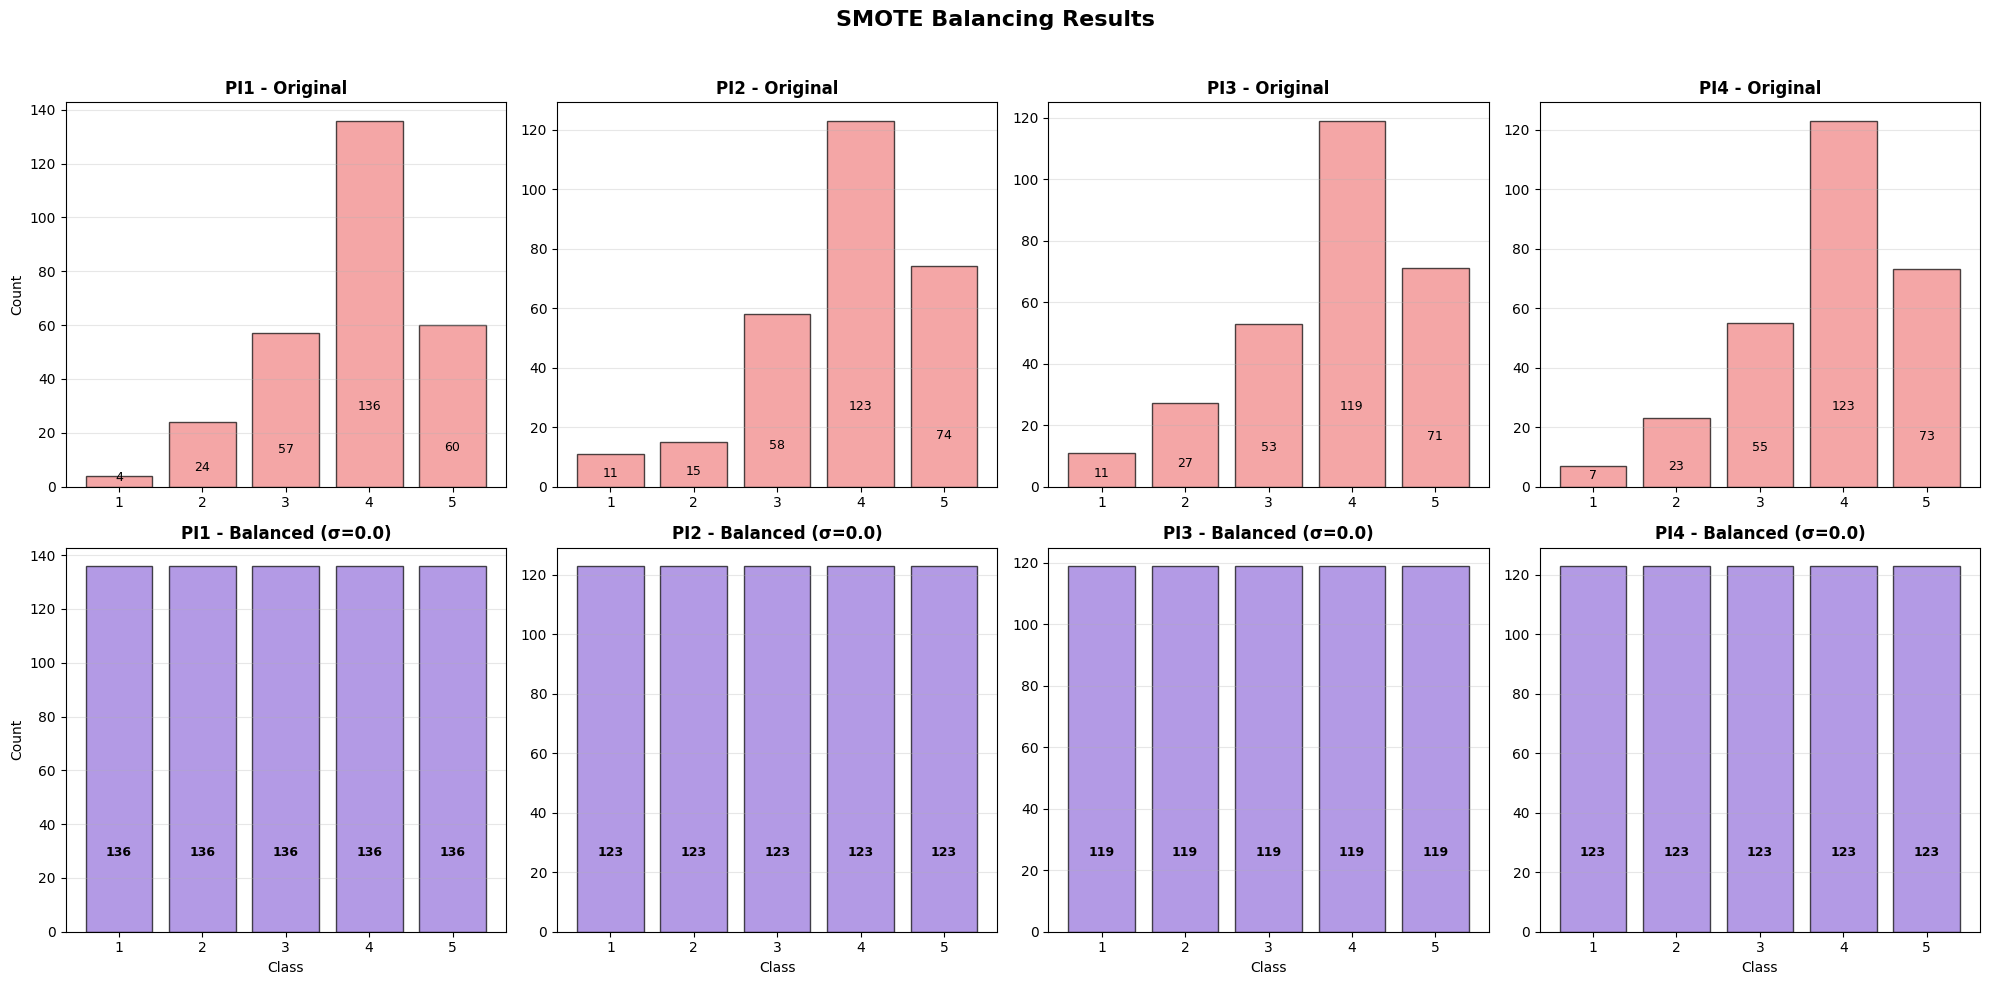 SMOTE Balancing Results
PI1 - Original
PI2 - Original
PI3 - Original
PI4 - Original
140
120
100
80
60
40
20
0
Count
4
24
57
136
60
1 2 3 4 5
120
100
80
60
40
20
0
11
15
58
123
74
1 2 3 4 5
120
100
80
60
40
20
0
11
27
53
119
71
1 2 3 4 5
120
100
80
60
40
20
0
7
23
55
123
73
1 2 3 4 5
PI1 - Balanced (σ=0.0)
PI2 - Balanced (σ=0.0)
PI3 - Balanced (σ=0.0)
PI4 - Balanced (σ=0.0)
140
120
100
80
60
40
20
0
Count
136 136 136 136 136
1 2 3 4 5
Class
120
100
80
60
40
20
0
123 123 123 123 123
1 2 3 4 5
Class
120
100
80
60
40
20
0
119 119 119 119 119
1 2 3 4 5
Class
120
100
80
60
40
20
0
123 123 123 123 123
1 2 3 4 5
Class